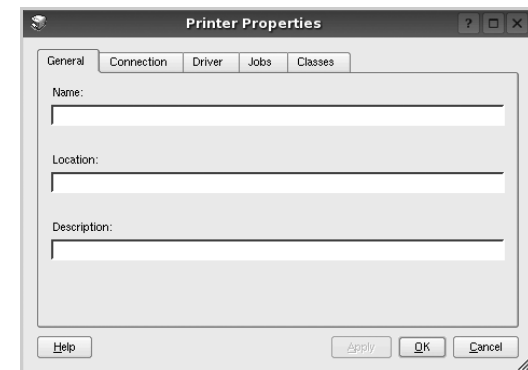 Printer Properties
?
General Connection Driver Jobs Classes
Name:
Location:
Description:
Help Apply OK Cancel